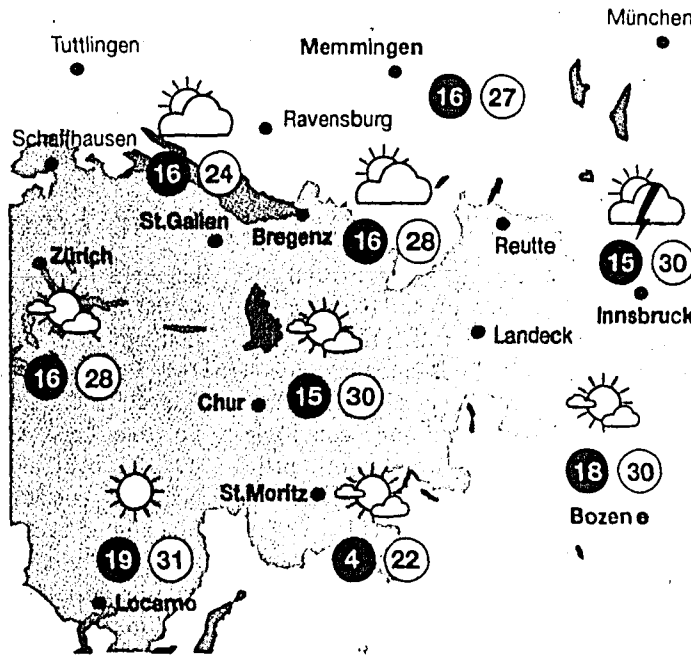 München
Tuttlingen
Memmingen
16 27
Ravensburg
Schaffhausen
16 24
St.Gallen
Bregenz
16 28
Reutte
Zürich
15 30
Innsbruck
Landeck
16 28
Chur
15 30
18 30
St.Moritz
Bozen
19 31
4 22
Locarno